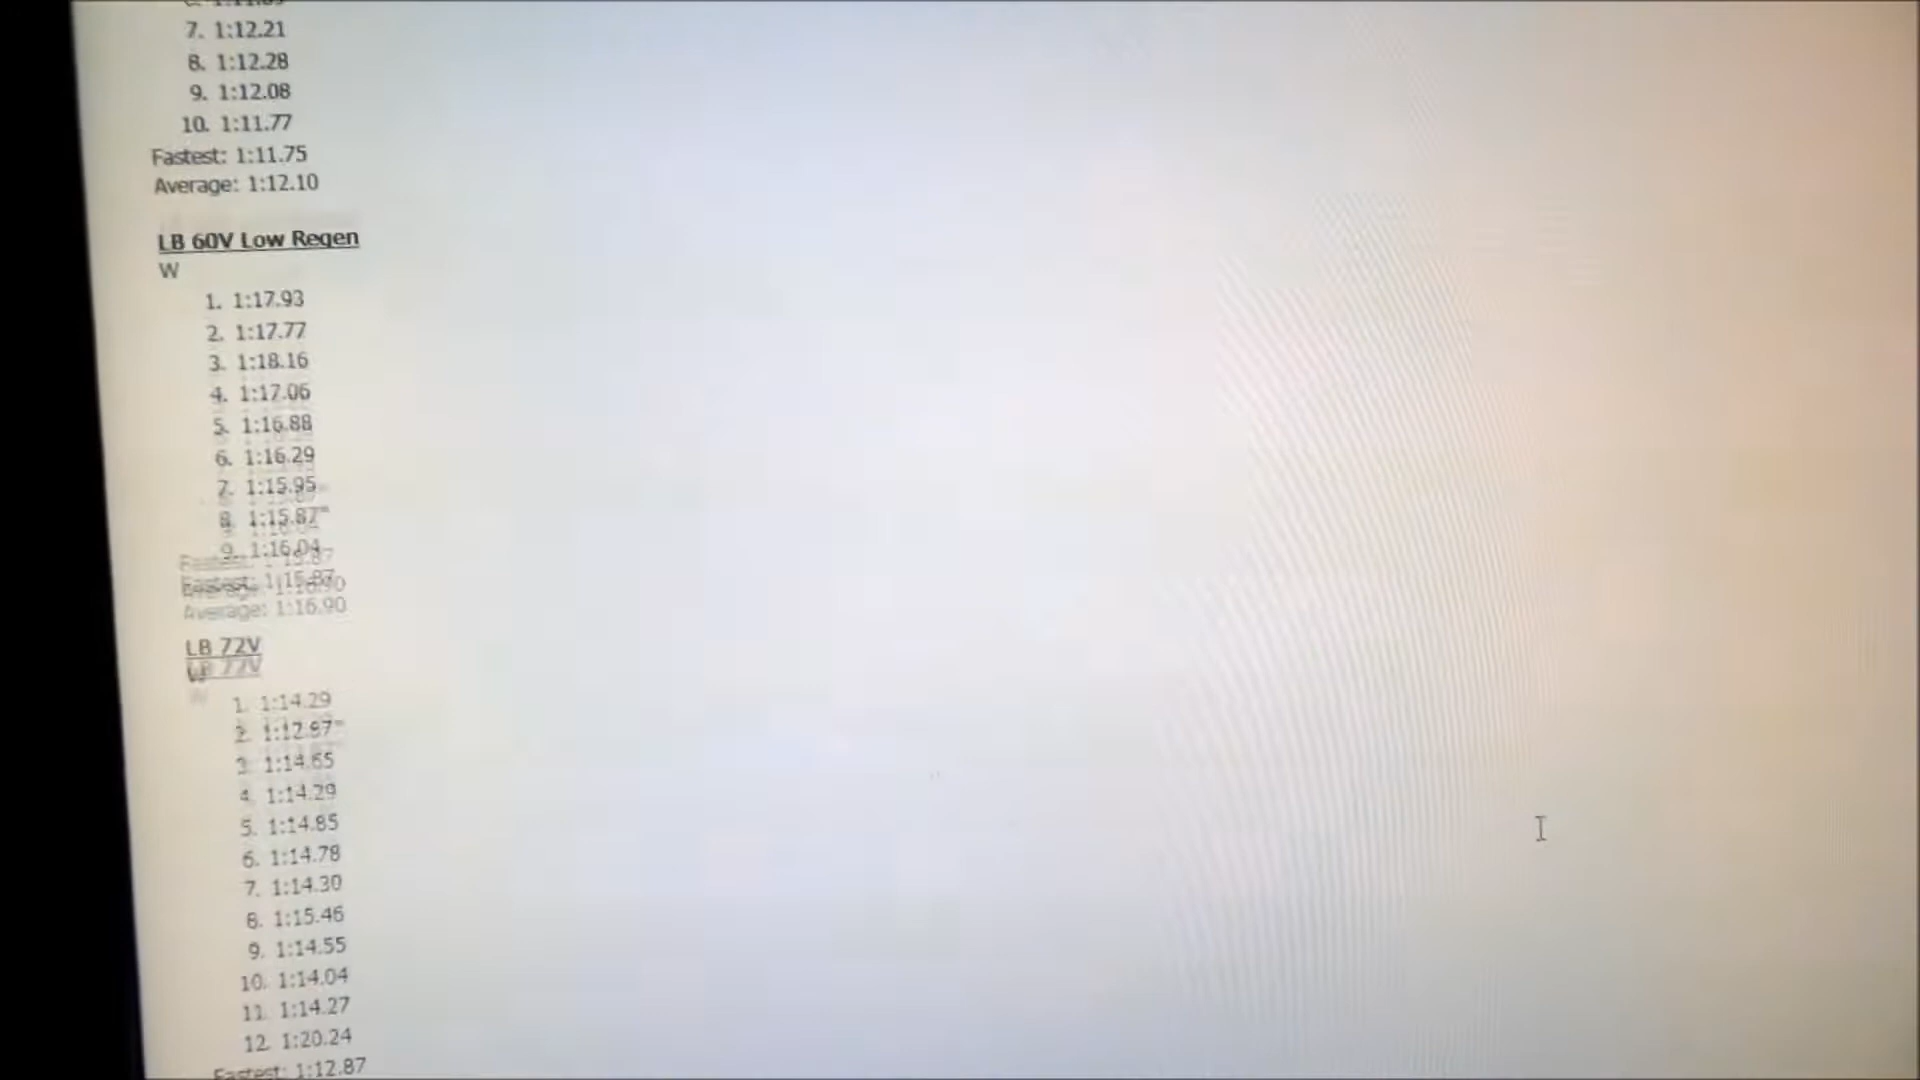 7. 1:12.21
8. 1:12.28
9. 1:12.08
10. 1:11.77
Fastest: 1:11.75
Average: 1:12.10
LB 60V Low Regen
W
1. 1:17.93
2. 1:17.77
3. 1:18.16
4. 1:17.06
5. 1:16.88
6. 1:16.29
7. 1:15.95
8. 1:15.87*
9. 1:16.04
Fastest: 1:15.87
Average: 1:16.90
LB 72V
W
1. 1:14.29
2. 1:12.87*
3. 1:14.65
4. 1:14.29
5. 1:14.85
6. 1:14.78
7. 1:14.30
8. 1:15.46
9. 1:14.55
10. 1:14.04
11. 1:14.27
12. 1:20.24
Fastest: 1:12.87